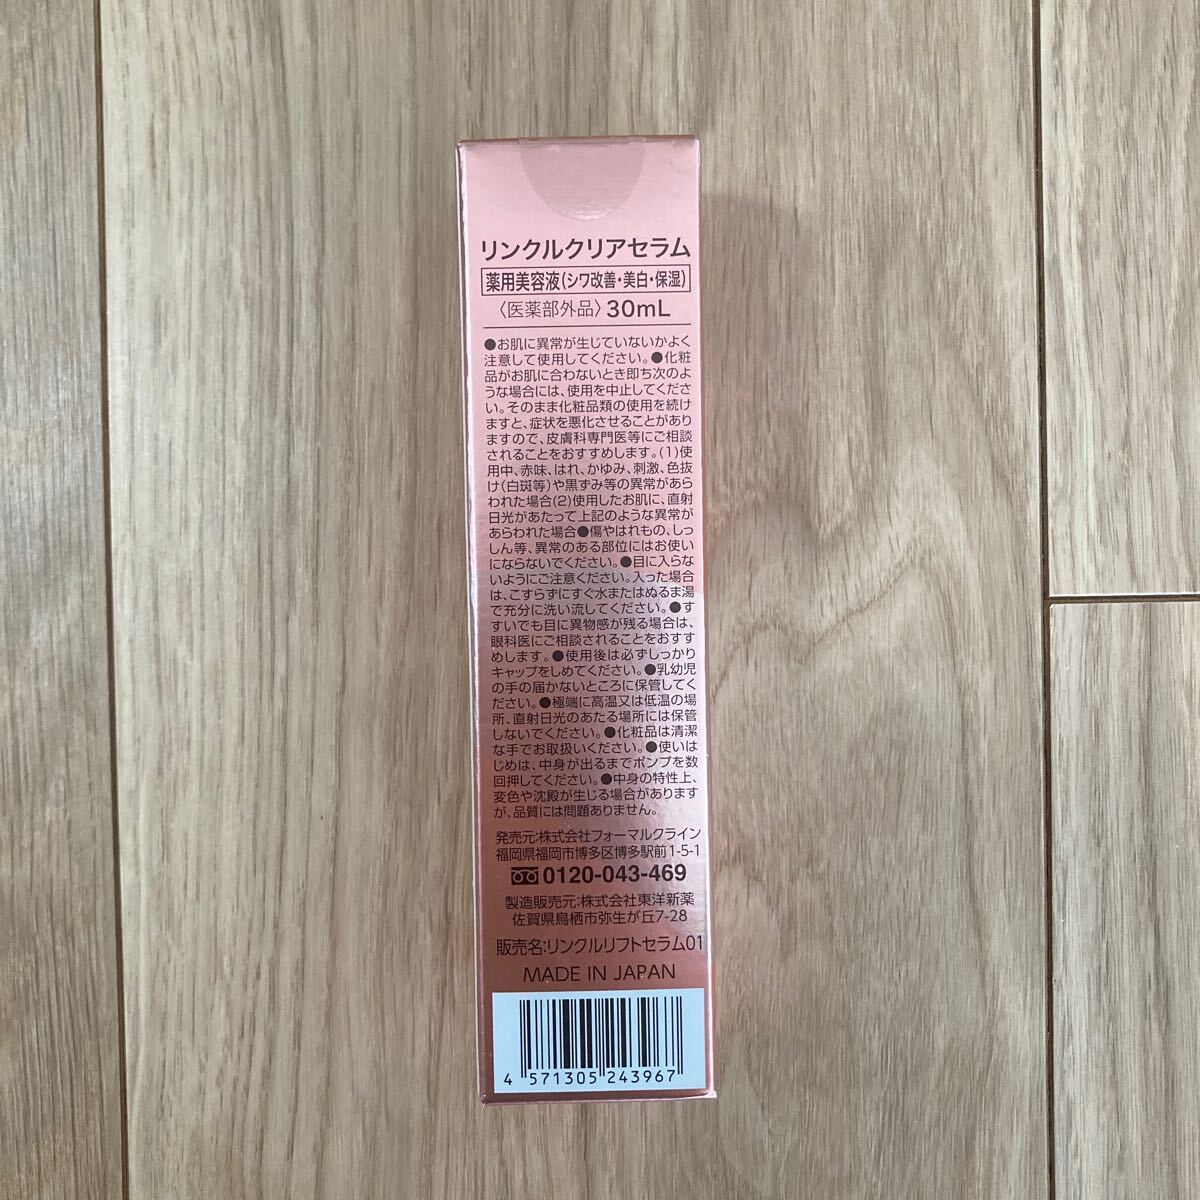 リンクルクリアセラム
薬用美容液(シワ改善・美白・保湿)
〈医薬部外品〉30mL
●お肌に異常が生じていないかよく
注意して使用してください。●化粧
品がお肌に合わないとき即ち次のよ
うな場合には、使用を中止してくださ
い。そのまま化粧品類の使用を続け
ますと、症状を悪化させることがあり
ますので、皮膚科専門医等にご相談
されることをおすすめします。(1)使
用中、赤味、はれ、かゆみ、刺激、色抜
け(白斑等)や黒ずみ等の異常があら
われた場合(2)使用したお肌に、直射
日光があたって上記のような異常が
あらわれた場合●傷やはれもの、しっ
しん等、異常のある部位にはお使い
にならないでください。●目に入らな
いようにご注意ください。入った場合
は、こすらずにすぐ水またはぬるま湯
で充分に洗い流してください。●す
すいでも目に異物感が残る場合は、
眼科医にご相談されることをおすす
めします。●使用後は必ずしっかり
キャップをしめてください。●乳幼児
の手の届かないところに保管してく
ださい。●極端に高温又は低温の場
所、直射日光のあたる場所には保管
しないでください。●化粧品は清潔
な手でお取扱いください。●使いは
じめは、中身が出るまでポンプを数
回押してください。●中身の特性上、
変色や沈殿が生じる場合があります
が、品質には問題ありません。
発売元:株式会社フォーマルクライン
福岡県福岡市博多区博多駅前1-5-1
0120-043-469
製造販売元:株式会社東洋新薬
佐賀県鳥栖市弥生が丘7-28
販売名:リンクルリフトセラム01
MADE IN JAPAN
4 571305 243967